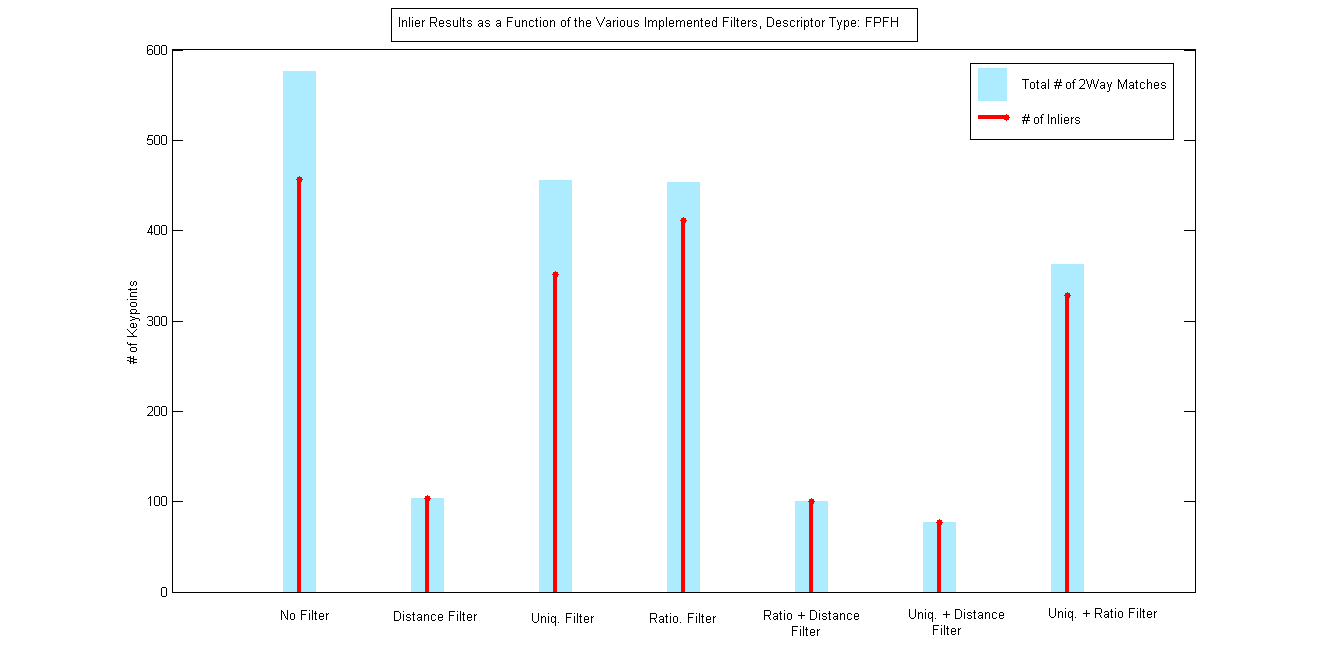 Inlier Results as a Function of the Various Implemented Filters, Descriptor Type: FPFH
Total # of 2Way Matches
# of Inliers
# of Keypoints
600
500
400
300
200
100
0
No Filter
Distance Filter
Uniq. Filter
Ratio. Filter
Ratio + Distance
Filter
Uniq. + Distance
Filter
Uniq. + Ratio Filter